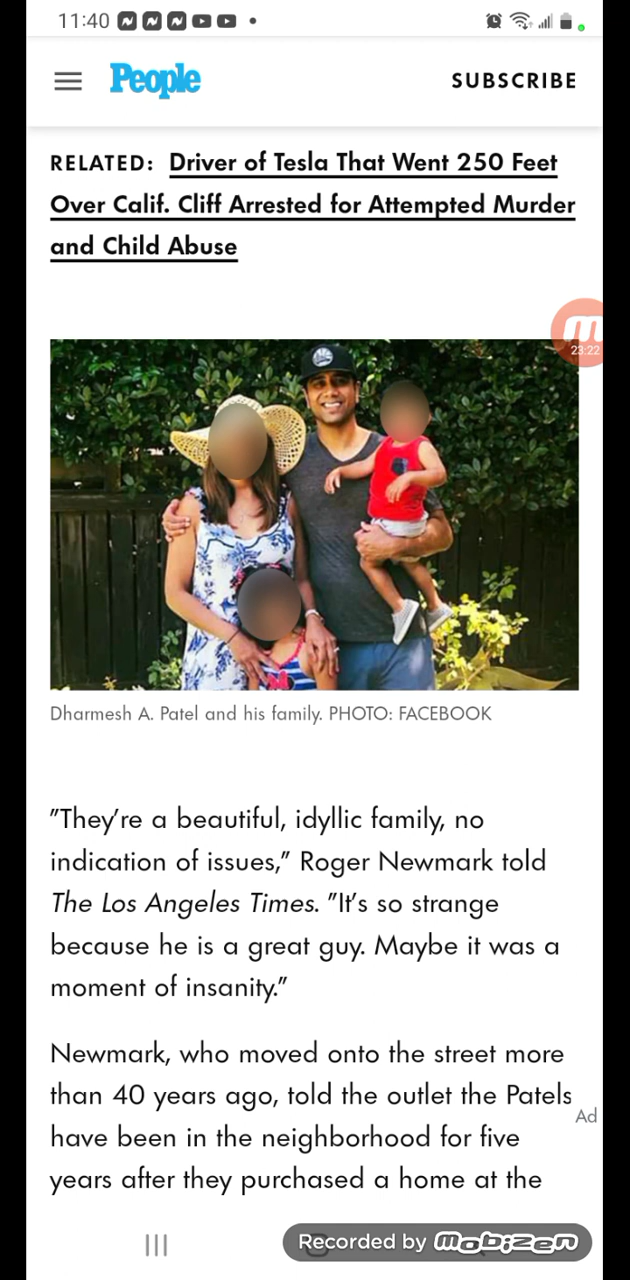 11:40
People
SUBSCRIBE
RELATED: Driver of Tesla That Went 250 Feet
Over Calif. Cliff Arrested for Attempted Murder
and Child Abuse
23:22
Dharmesh A. Patel and his family. PHOTO: FACEBOOK
"They're a beautiful, idyllic family, no
indication of issues," Roger Newmark told
The Los Angeles Times. "It's so strange
because he is a great guy. Maybe it was a
moment of insanity."
Newmark, who moved onto the street more
than 40 years ago, told the outlet the Patels
Ad
have been in the neighborhood for five
years after they purchased a home at the
Recorded by mobizen